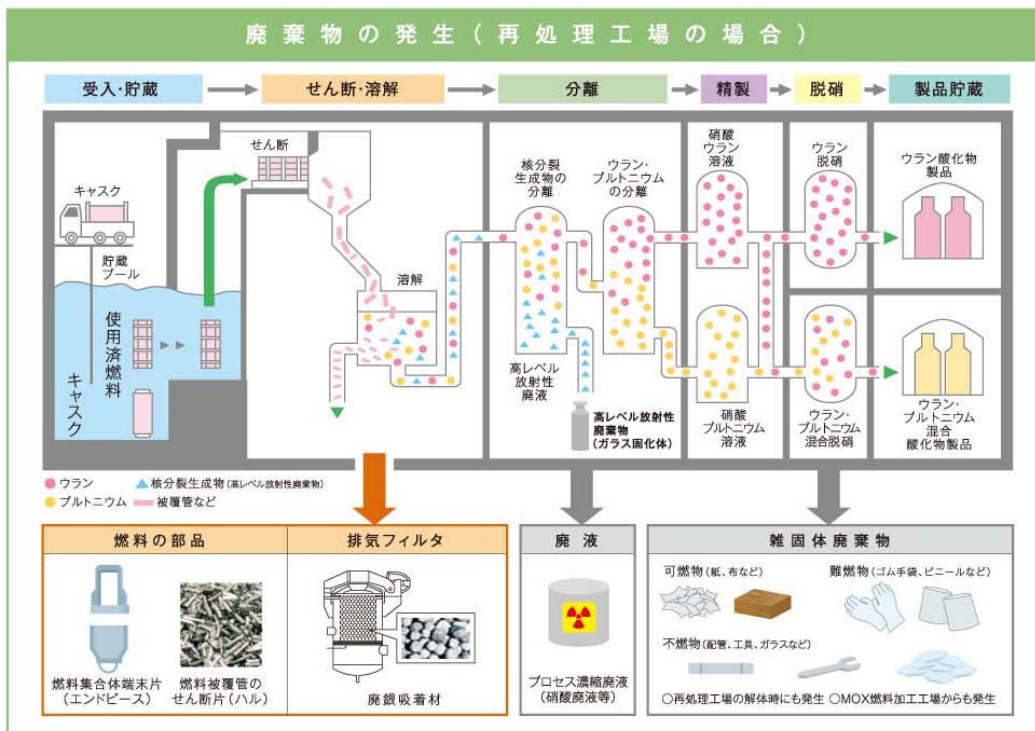 廃棄物の発生(再処理工場の場合)
受入・貯蔵
せん断・溶解
分離
精製
脱硝
製品貯蔵
キャスク
貯蔵
プール
使用済燃料
キャスク
せん断
溶解
核分裂
生成物の
分離
ウラン・
プルトニウム
の分離
高レベル
放射性
廃液
高レベル放射性
廃棄物
(ガラス固化体)
硝酸
ウラン
溶液
硝酸
プルトニウム
溶液
ウラン
脱硝
ウラン・
プルトニウム
混合脱硝
ウラン酸化物
製品
ウラン・
プルトニウム
混合
酸化物製品
ウラン
核分裂生成物(高レベル放射性廃棄物)
プルトニウム
被覆管など
燃料の部品
燃料集合体端末片
(エンドピース)
燃料被覆管の
せん断片(ハル)
排気フィルタ
廃銀吸着材
廃液
プロセス濃縮廃液
(硝酸廃液等)
雑固体廃棄物
可燃物(紙、布など)
難燃物(ゴム手袋、ビニールなど)
不燃物(配管、工具、ガラスなど)
○再処理工場の解体時にも発生 ○MOX燃料加工工場からも発生